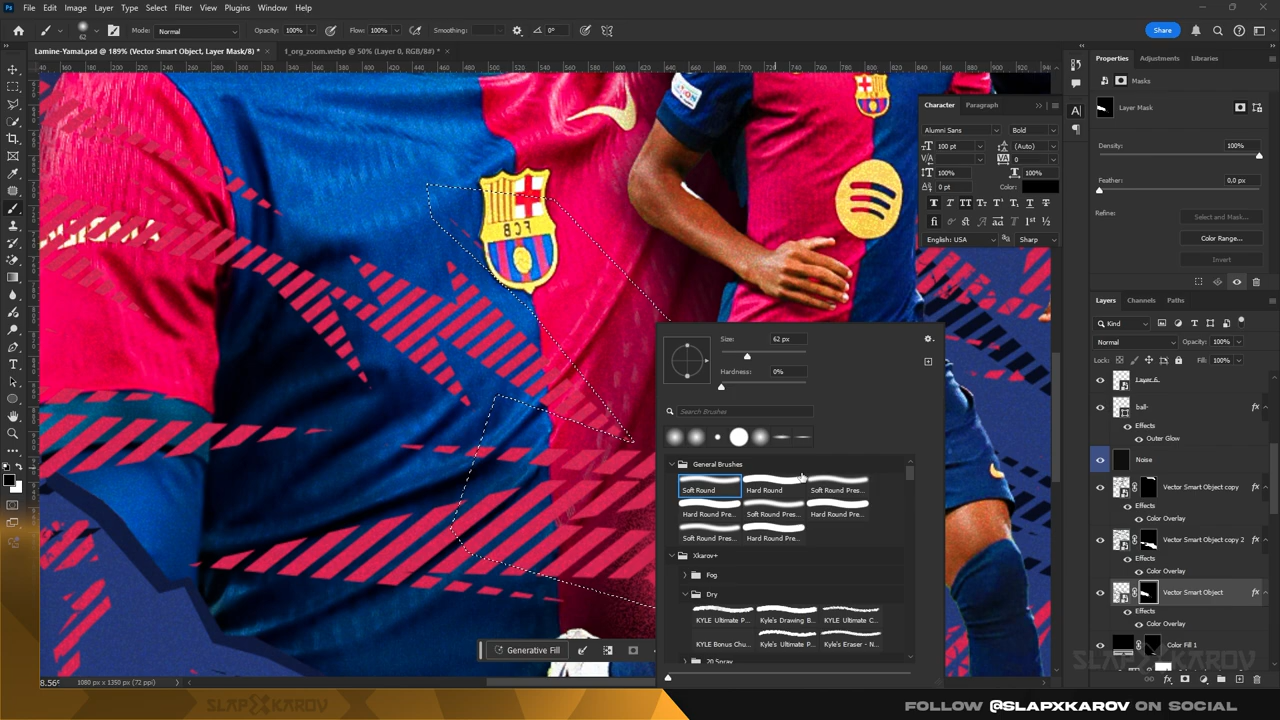 File Edit Image Layer Type Select Filter View Plugins Window Help
62 Mode: Normal Opacity: 100% Flow: 100% Smoothing: 0° Share
Lamine-Yamal.psd @ 189% (Vector Smart Object, Layer Mask/8) * × 1_org_zoom.webp @ 50% (Layer 0, RGB/8#) * ×
Properties Adjustments Libraries
Masks
Layer Mask
Density: 100%
Feather: 0,0 px
Refine: Select and Mask...
Color Range...
Invert
Character Paragraph
Alumni Sans Bold
100 pt (Auto)
0
100% 100%
0 pt Color:
English: USA Sharp
Layers Channels Paths
Kind
Normal Opacity: 100%
Lock: Fill: 100%
Layer 6
ball-
Effects
Outer Glow
Noise
Vector Smart Object copy
Effects
Color Overlay
Vector Smart Object copy 2
Effects
Color Overlay
Vector Smart Object
Effects
Color Overlay
Color Fill 1
Size: 62 px
Hardness: 0%
Search Brushes
General Brushes
Soft Round Hard Round Soft Round Pres...
Hard Round Pre... Soft Round Pres... Hard Round Pre...
Soft Round Pres... Hard Round Pre...
Xkarov+
Fog
Dry
KYLE Ultimate P... Kyle's Drawing B... KYLE Ultimate C...
KYLE Bonus Chu... Kyle's Ultimate P... Kyle's Eraser - N...
20 Spray
Generative Fill
FCB
8.56% 1080 px x 1350 px (72 ppi)
SLAPXKAROV
SLAPXKAROV
FOLLOW @SLAPXKAROV ON SOCIAL